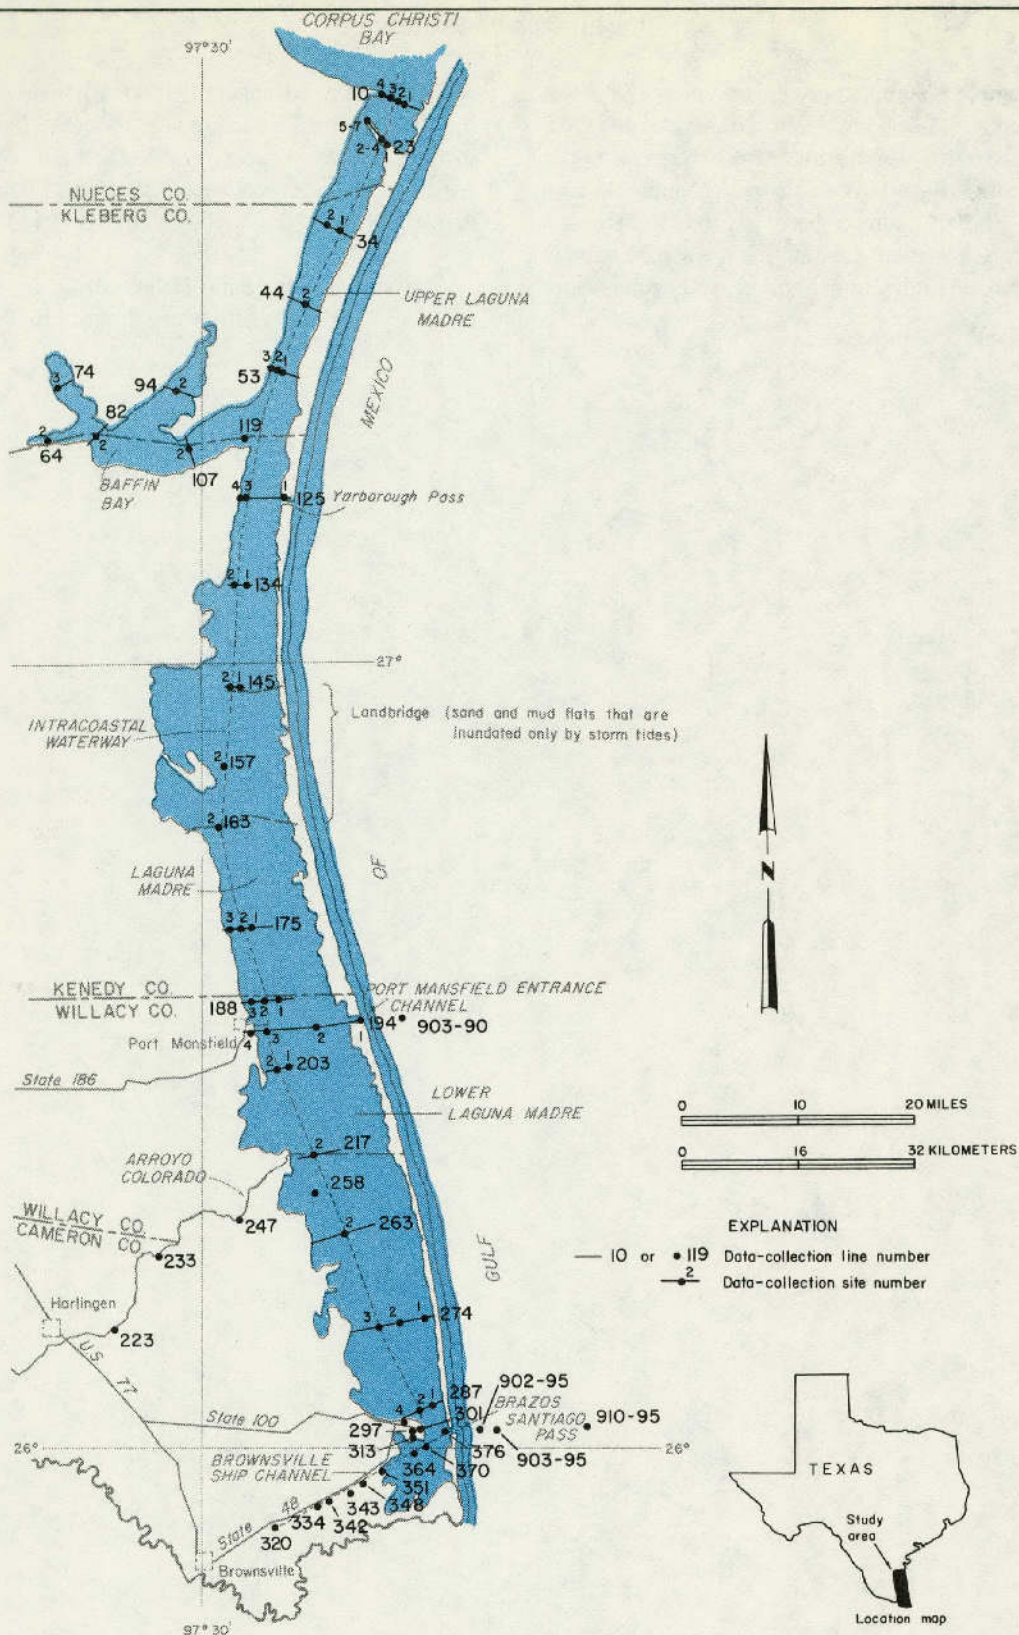 CORPUS CHRISTI
BAY
97°30'
10
4
3
2
1
5-7
2-4
23
NUECES CO.
KLEBERG CO.
2
1
34
44
2
UPPER LAGUNA
MADRE
3
2
1
53
74
3
94
2
MEXICO
82
2
119
2
64
2
107
BAFFIN
BAY
4
3
1
125
Yarborough Pass
2
1
134
27°
2
1
145
Landbridge (sand and mud flats that are
inundated only by storm tides)
INTRACOASTAL
WATERWAY
2
157
2
163
OF
N
LAGUNA
MADRE
3
2
1
175
KENEDY CO.
WILLACY CO.
188
3
2
1
PORT MANSFIELD ENTRANCE
CHANNEL
194
903-90
Port Mansfield
4
3
2
1
State 186
2
1
203
LOWER
LAGUNA MADRE
0
10
20 MILES
0
16
32 KILOMETERS
2
217
ARROYO
COLORADO
258
2
263
247
WILLACY CO.
CAMERON CO.
233
GULF
EXPLANATION
10 or • 119 Data-collection line number
2 Data-collection site number
Harlingen
223
3
2
1
274
U.S. 77
902-95
2
1
287
4
301
BRAZOS
SANTIAGO
PASS
910-95
State 100
297
26°
313
376
903-95
26°
BROWNSVILLE
SHIP CHANNEL
364
370
351
TEXAS
State 48
343
348
334
342
320
Study
area
Brownsville
Location map
97°30'